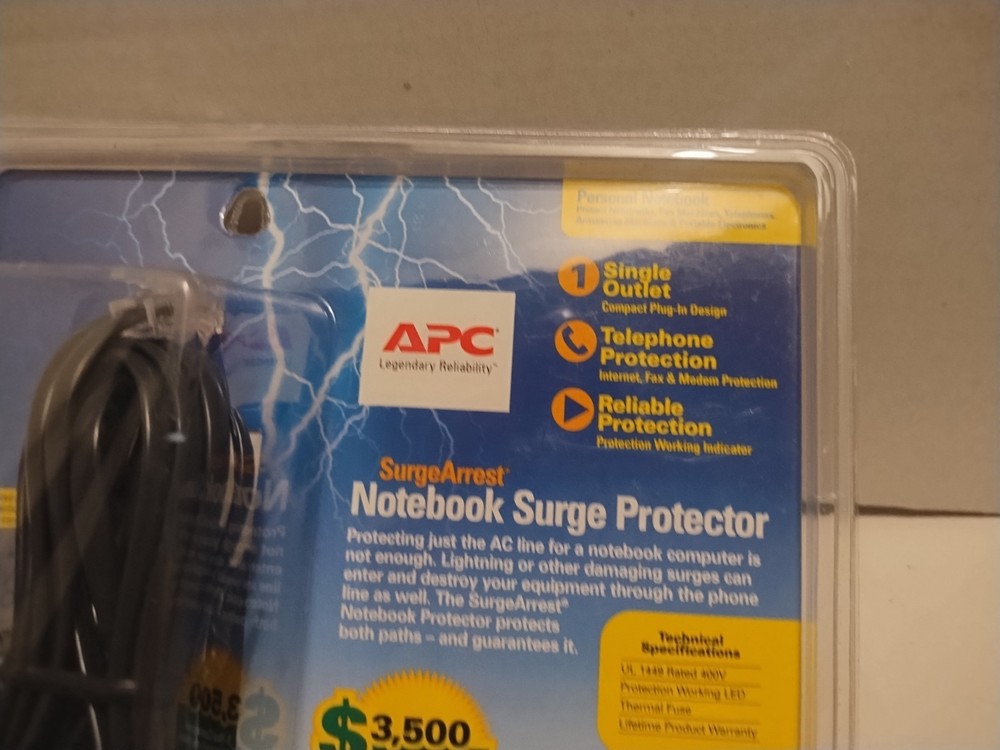 Personal Notebook
1 Single
Outlet
Compact Plug-In Design
Telephone
Protection
Internet, Fax & Modem Protection
Reliable
Protection
Protection Working Indicator
APC
Legendary Reliability™
SurgeArrest®
Notebook Surge Protector
Protecting just the AC line for a notebook computer is
not enough. Lightning or other damaging surges can
enter and destroy your equipment through the phone
line as well. The SurgeArrest®
Notebook Protector protects
both paths – and guarantees it.
Technical
Specifications
UL 1449 Rated 400V
Protection Working LED
Thermal Fuse
Lifetime Product Warranty
$3,500